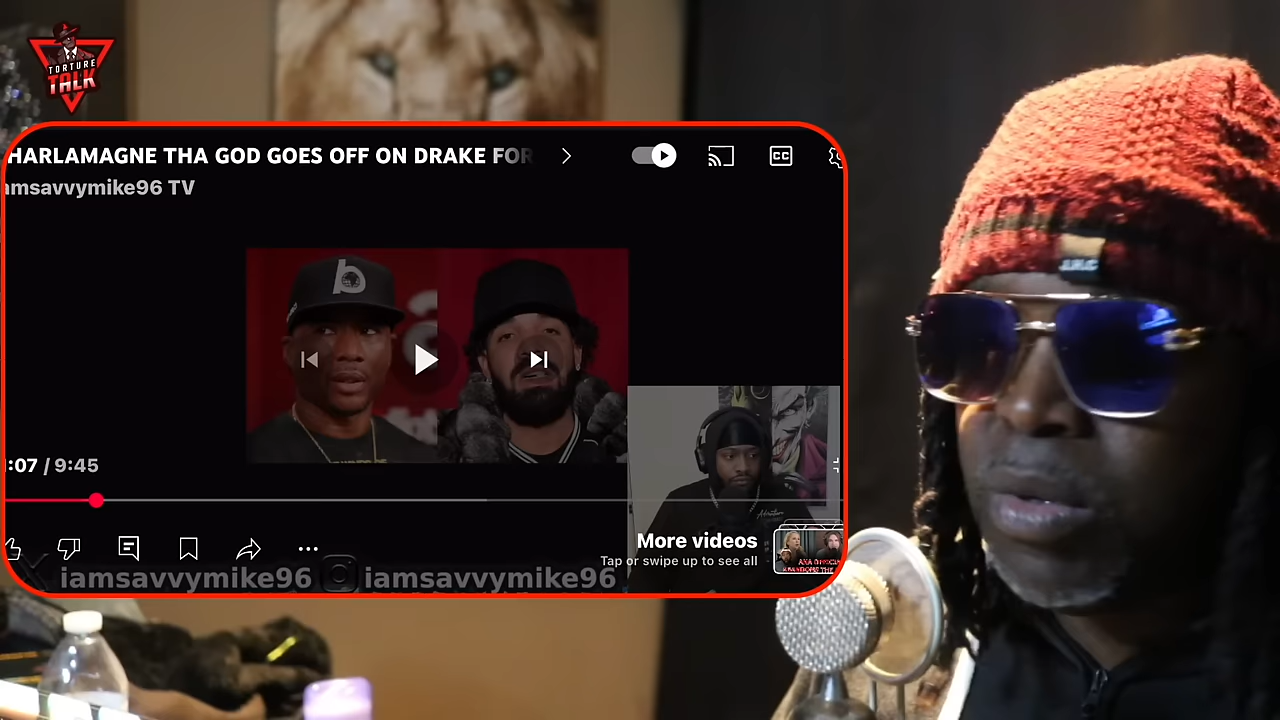 TORTURE
TALK
HARLAMAGNE THA GOD GOES OFF ON DRAKE FOR
CC
amsavvymike96 TV
b
:07 / 9:45
More videos
Tap or swipe up to see all
iamsavvymike96 iamsavvymike96
J.H.C